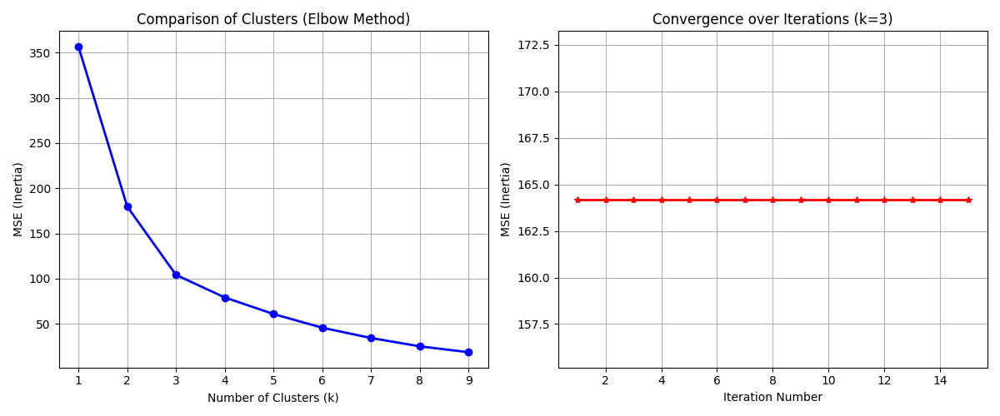 Comparison of Clusters (Elbow Method)
MSE (Inertia)
350
300
250
200
150
100
50
1 2 3 4 5 6 7 8 9
Number of Clusters (k)
Convergence over Iterations (k=3)
MSE (Inertia)
172.5
170.0
167.5
165.0
162.5
160.0
157.5
2 4 6 8 10 12 14
Iteration Number